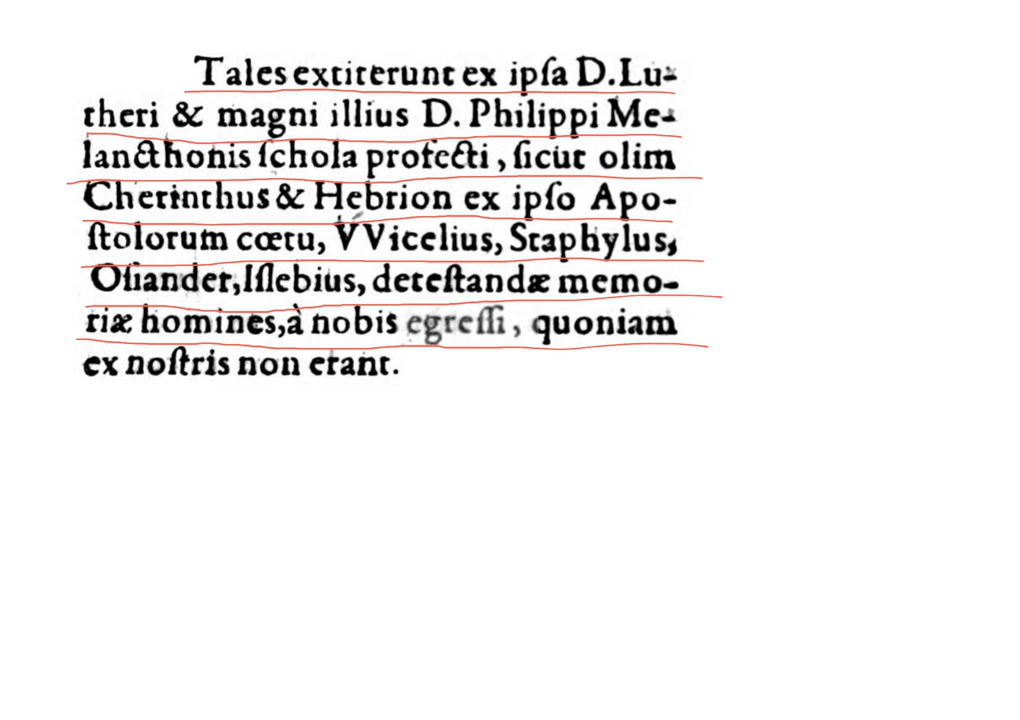 Tales extiterunt ex ipſa D. Lu-
theri & magni illius D. Philippi Me-
lancthonis ſchola profecti, ſicut olim
Cherinthus & Hebrion ex ipſo Apo-
ſtolorum cœtu, VVicelius, Staphylus,
Oſiander, Iſlebius, deteſtandæ memo-
riæ homines, à nobis egreſſi, quoniam
ex noſtris non erant.